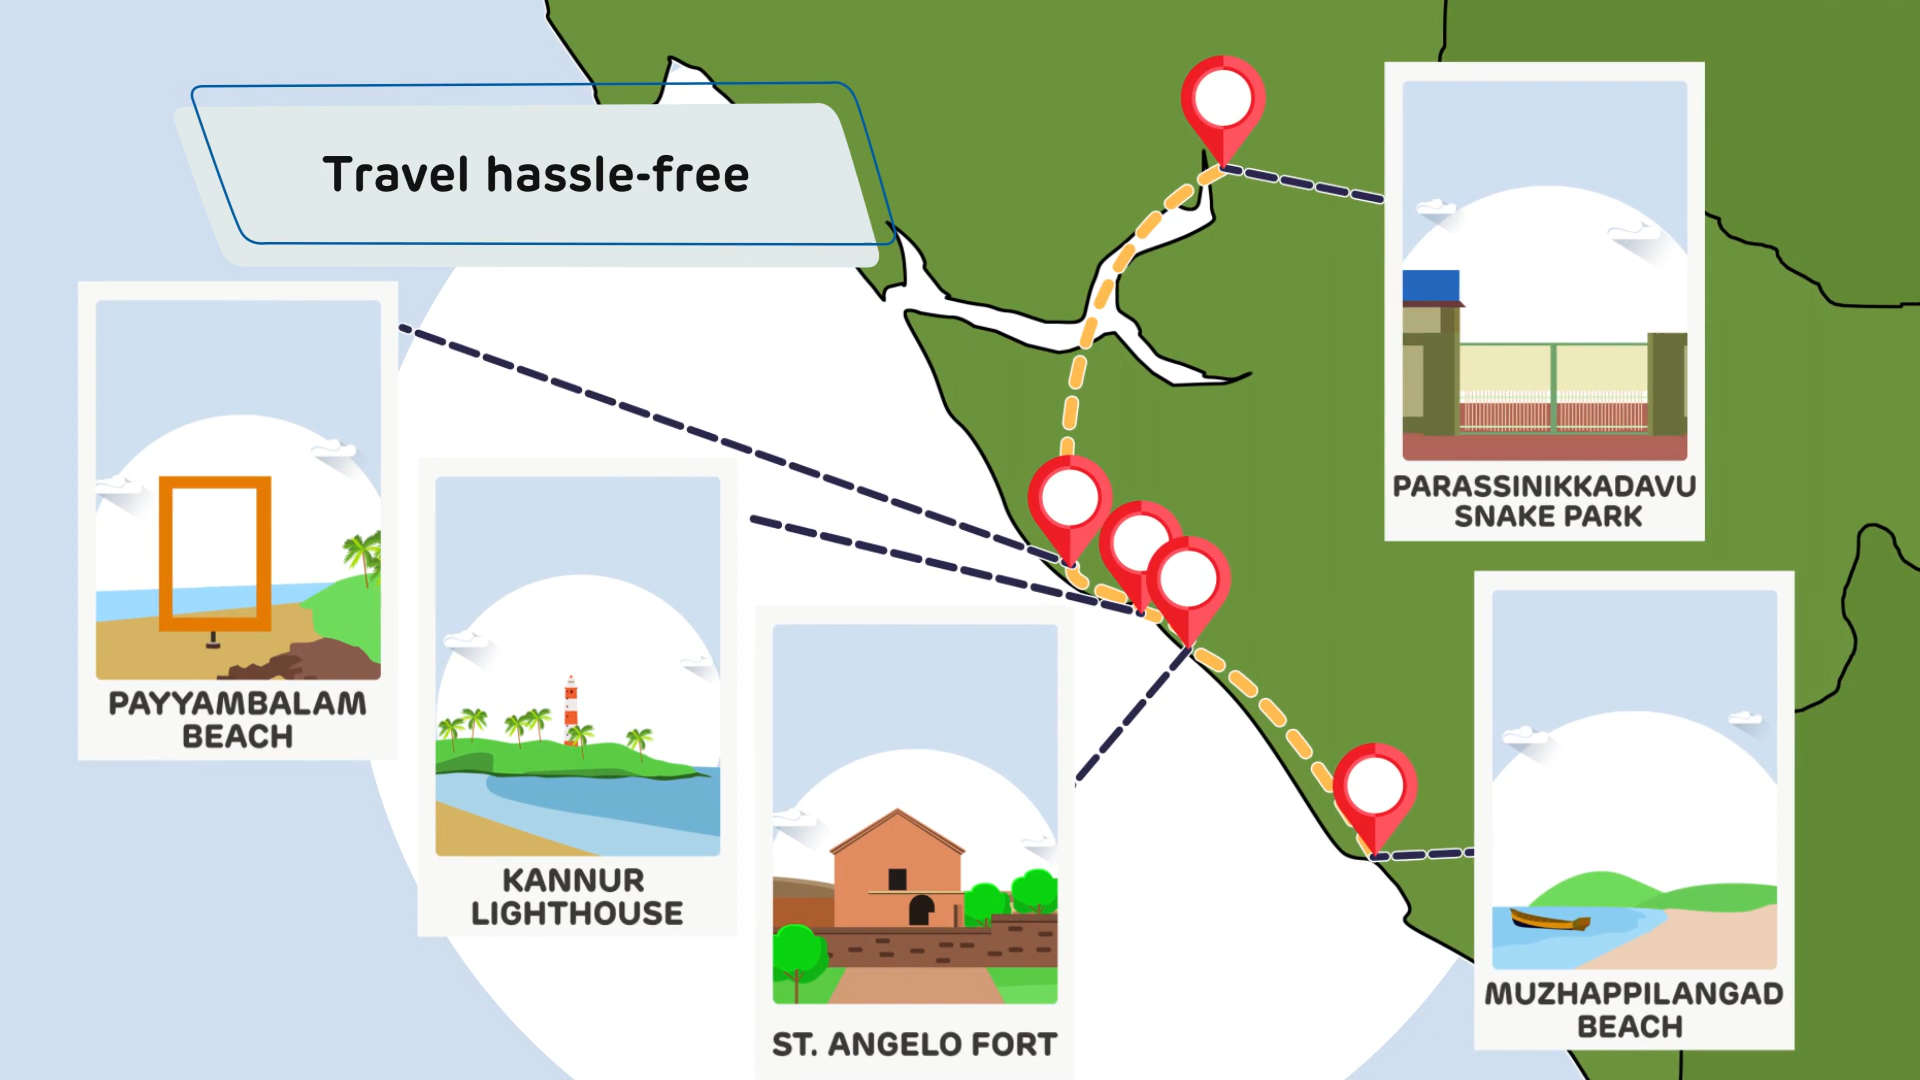 Travel hassle-free
PARASSINIKKADAVU
SNAKE PARK
PAYYAMBALAM
BEACH
KANNUR
LIGHTHOUSE
ST. ANGELO FORT
MUZHAPPILANGAD
BEACH